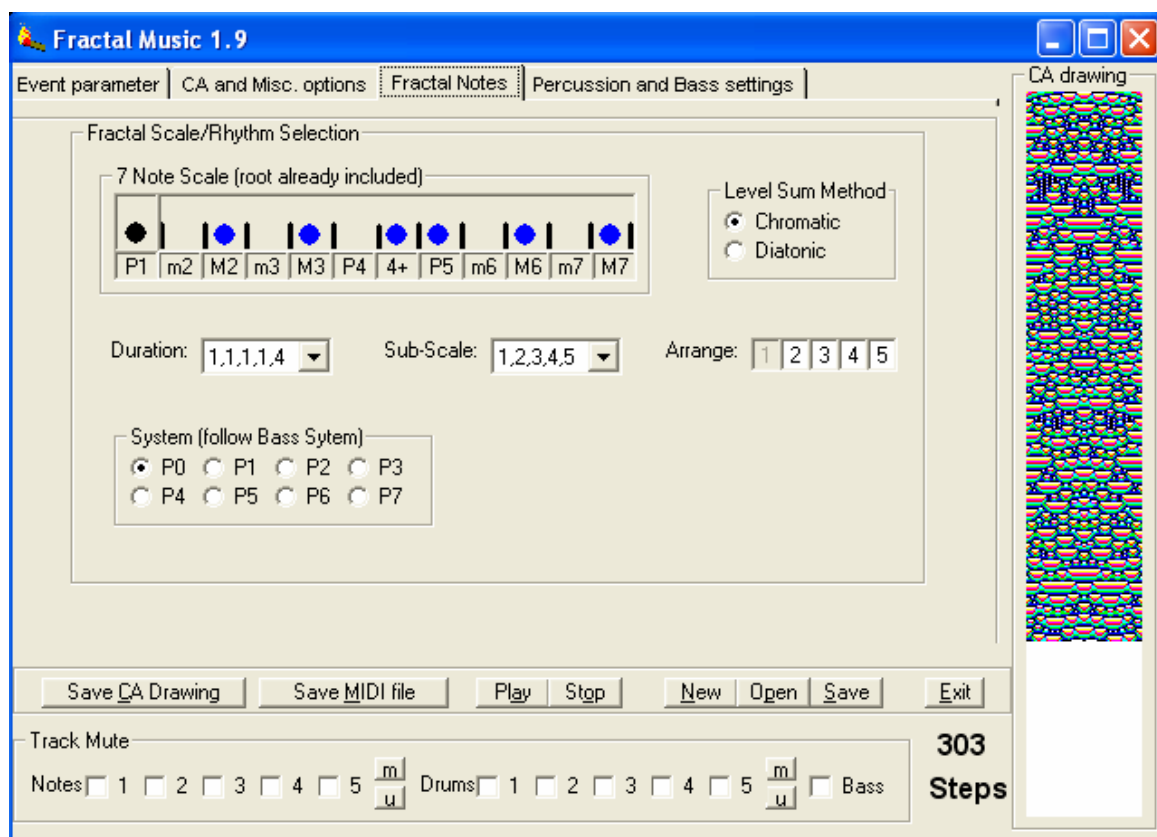 Fractal Music 1.9
Event parameter CA and Misc. options Fractal Notes Percussion and Bass settings
CA drawing
Fractal Scale/Rhythm Selection
7 Note Scale (root already included)
P1 m2 M2 m3 M3 P4 4+ P5 m6 M6 m7 M7
Level Sum Method
Chromatic
Diatonic
Duration: 1,1,1,1,4 Sub-Scale: 1,2,3,4,5 Arrange: 1 2 3 4 5
System (follow Bass Sytem)
P0 P1 P2 P3
P4 P5 P6 P7
Save CA Drawing Save MIDI file Play Stop New Open Save Exit
Track Mute
Notes 1 2 3 4 5 m u Drums 1 2 3 4 5 m u Bass
303
Steps